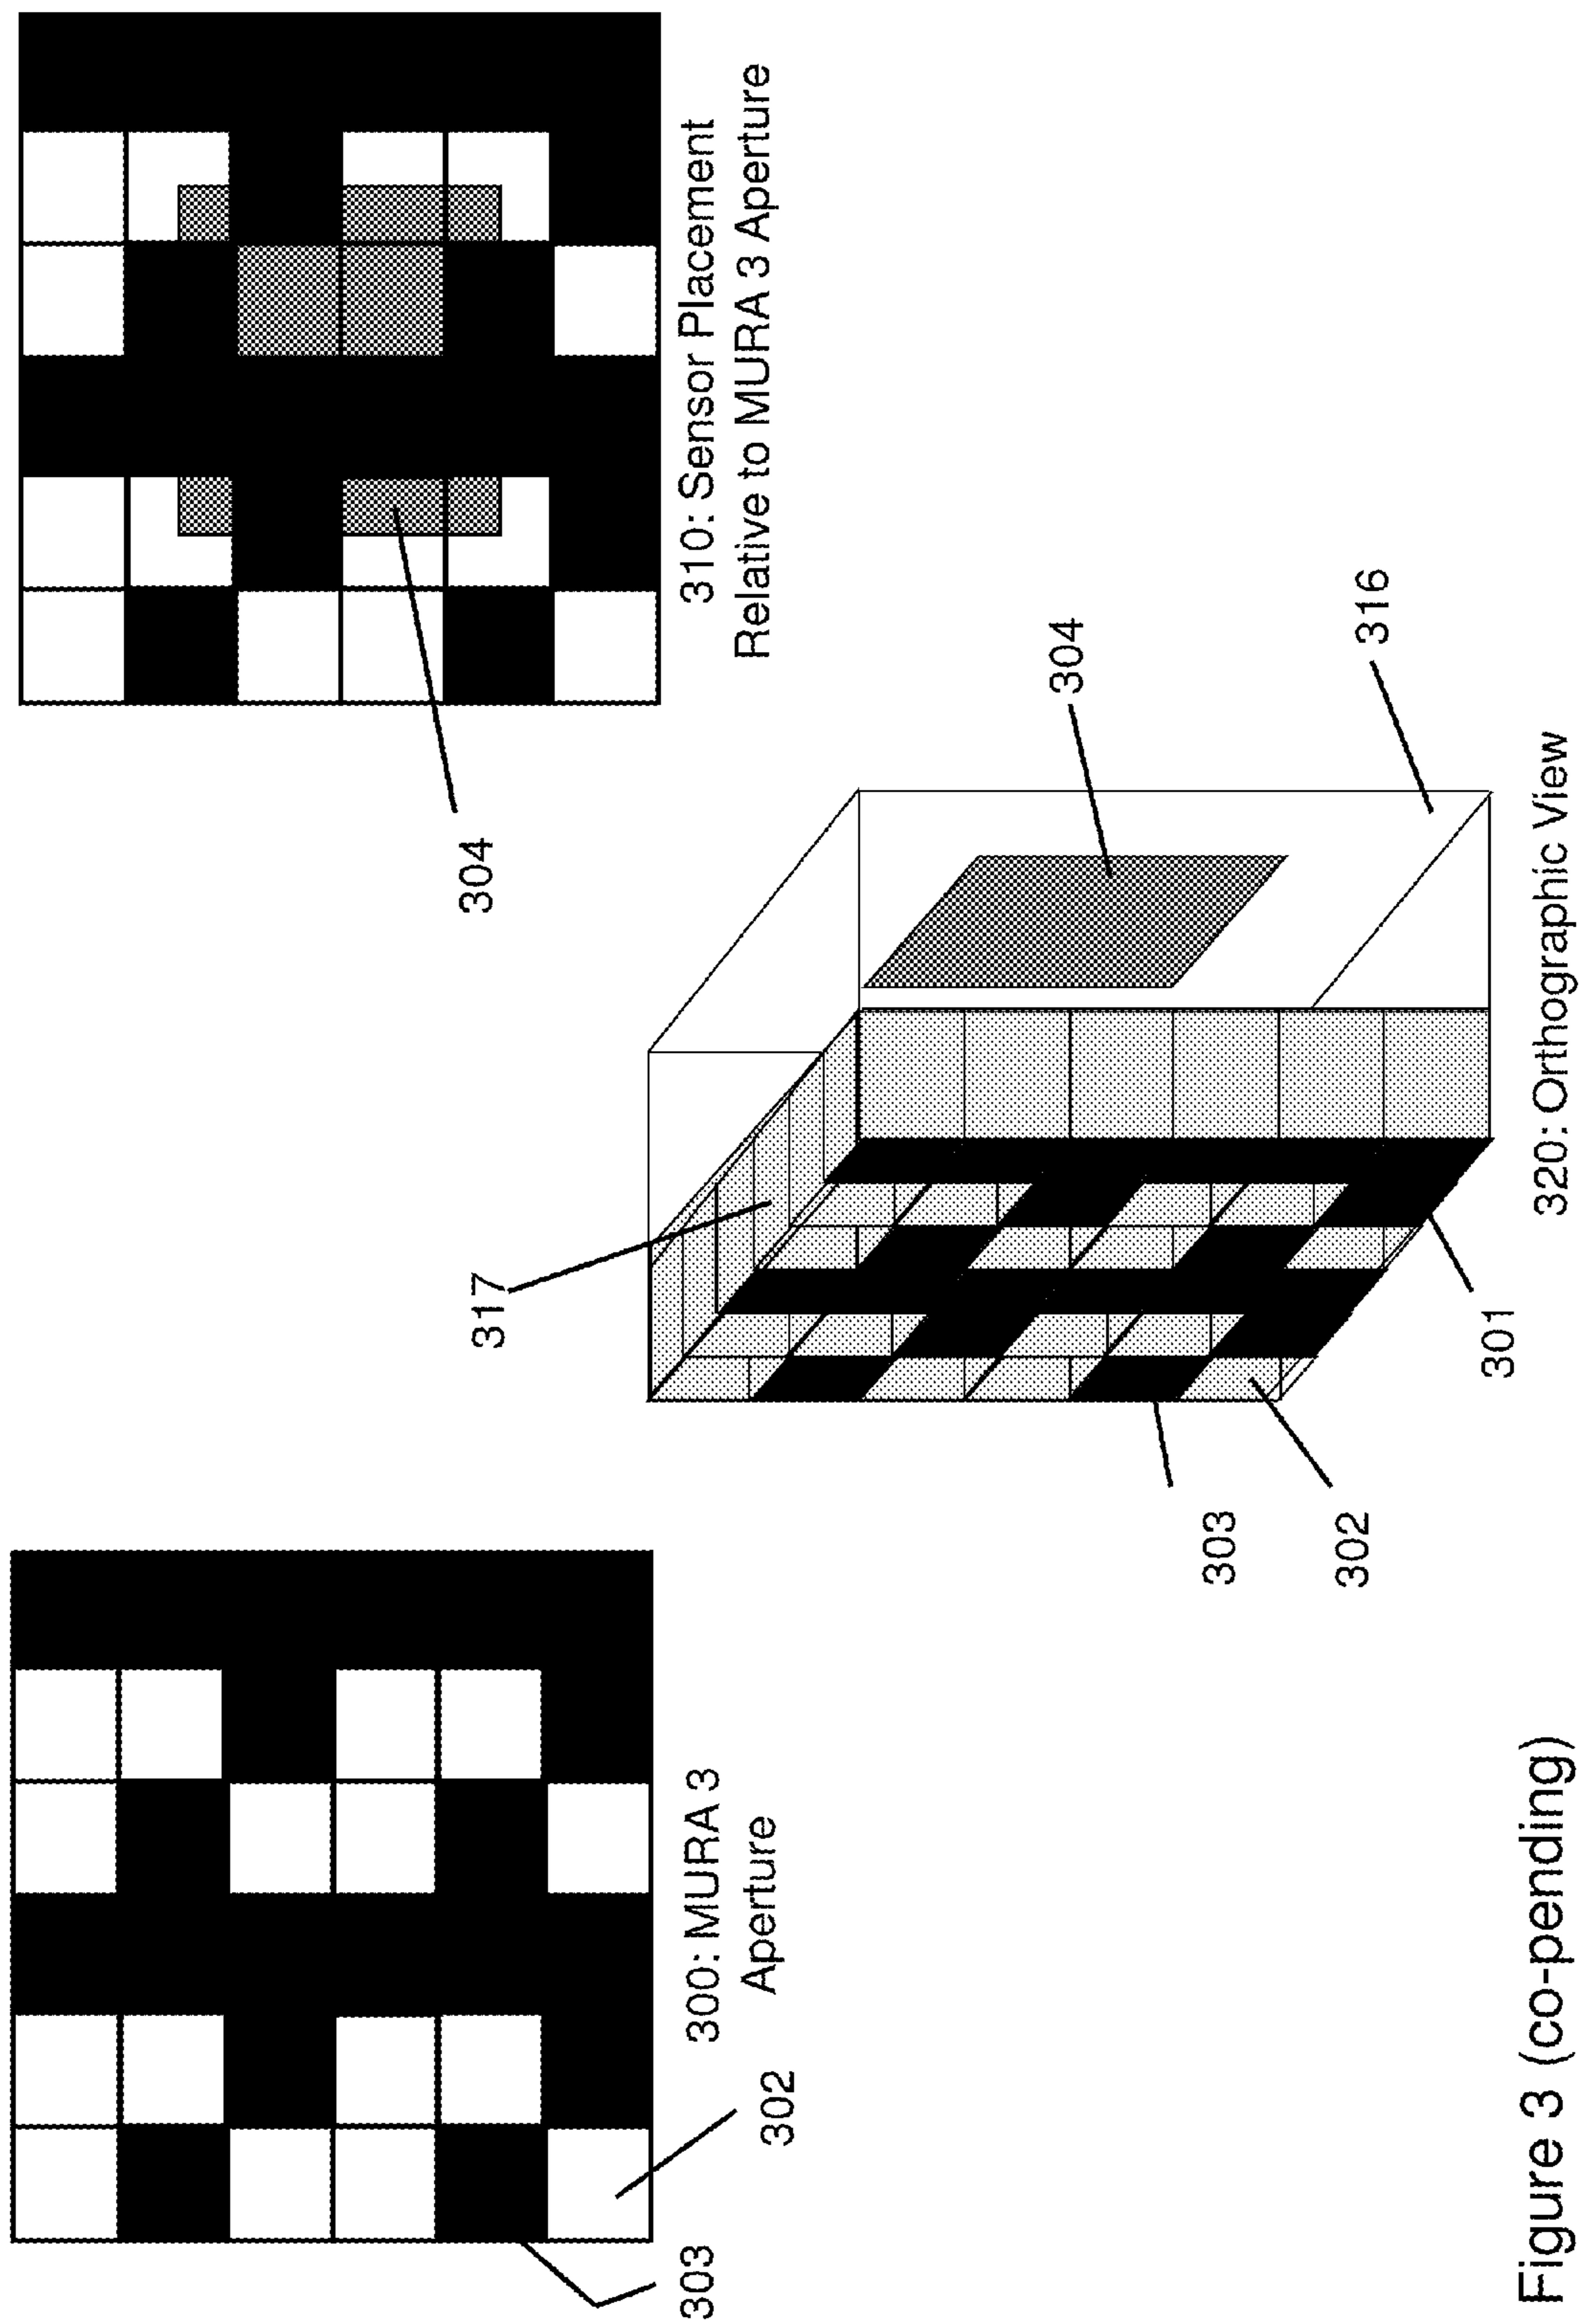 303
302
300: MURA 3
Aperture
304
310: Sensor Placement
Relative to MURA 3 Aperture
317
303
302
301
304
316
320: Orthographic View
Figure 3 (co-pending)